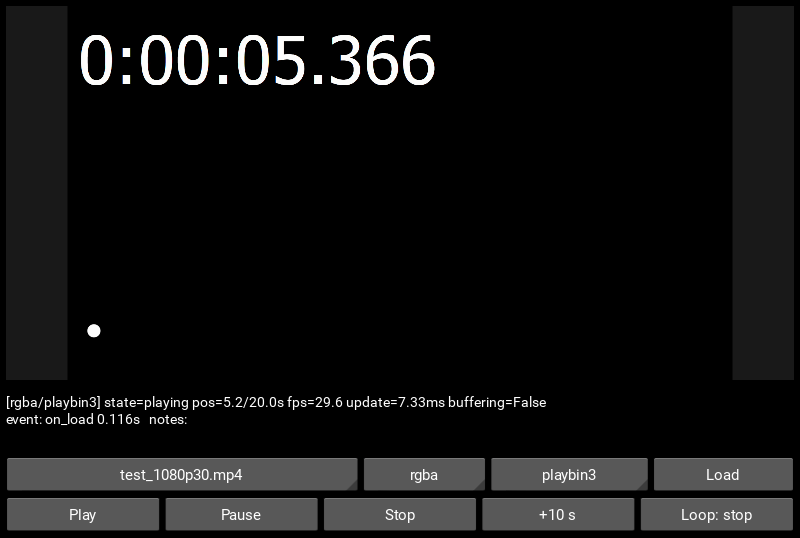 0:00:05.366
[rgba/playbin3] state=playing pos=5.2/20.0s fps=29.6 update=7.33ms buffering=False
event: on_load 0.116s   notes:
test_1080p30.mp4 rgba playbin3 Load
Play Pause Stop +10 s Loop: stop